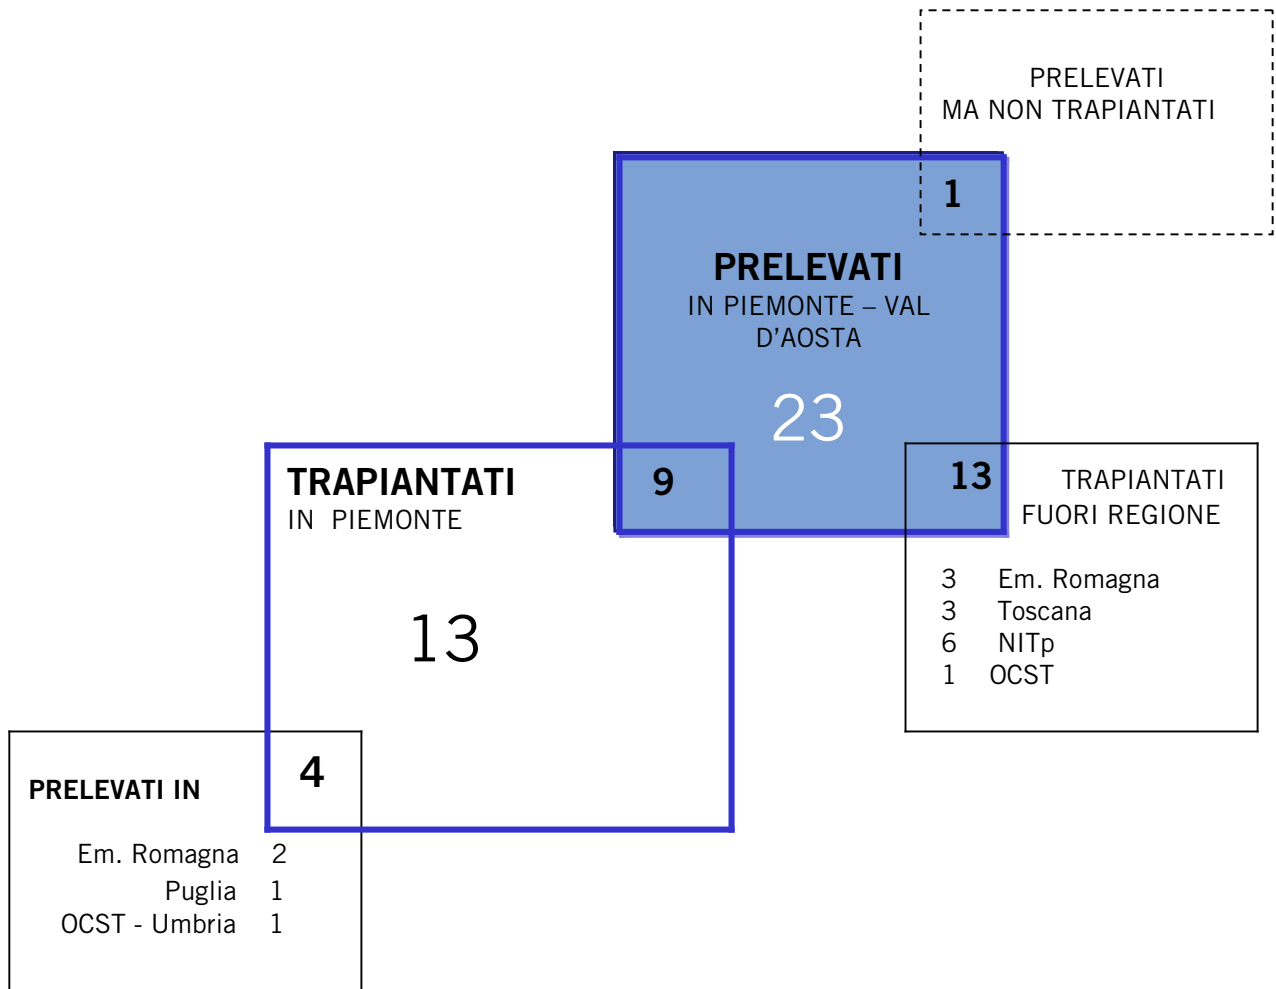 PRELEVATI
MA NON TRAPIANTATI
1
PRELEVATI
IN PIEMONTE – VAL
D'AOSTA
23
TRAPIANTATI
IN PIEMONTE
9
13
13
TRAPIANTATI
FUORI REGIONE
3 Em. Romagna
3 Toscana
6 NITp
1 OCST
4
PRELEVATI IN
Em. Romagna 2
Puglia 1
OCST - Umbria 1